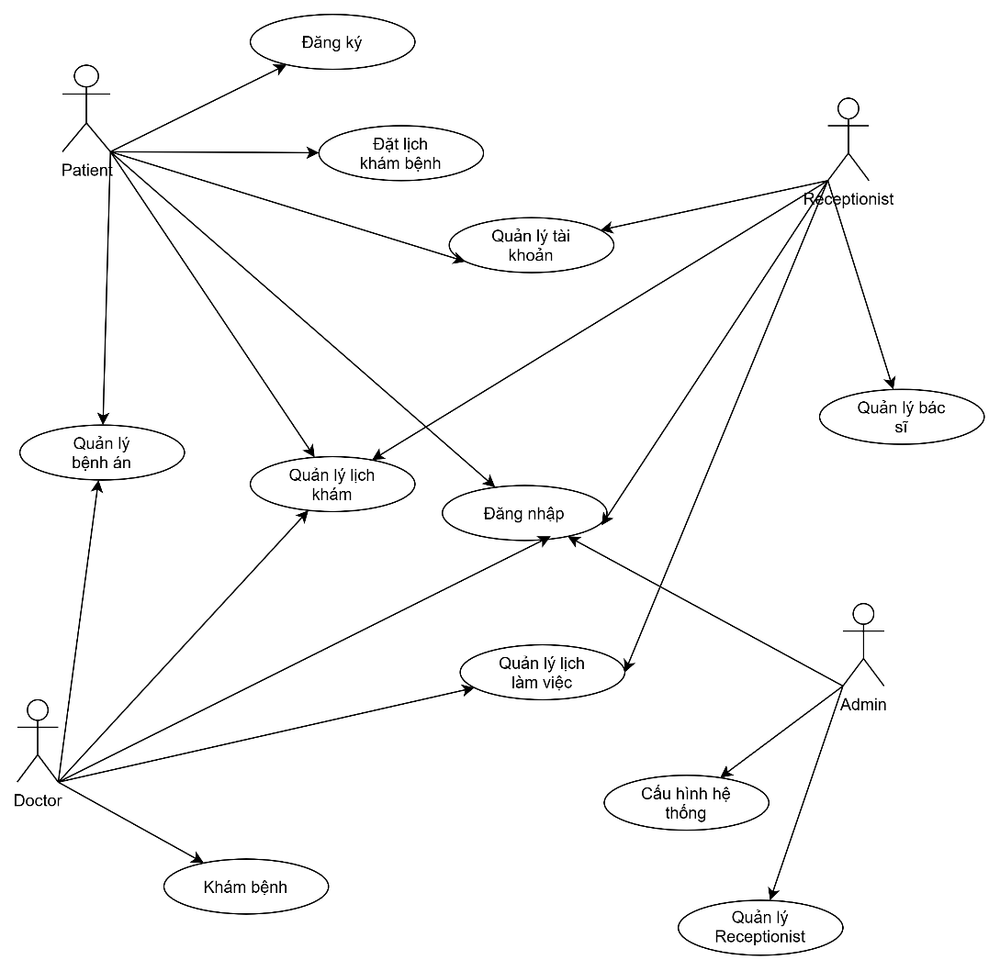 Đăng ký
Patient
Đặt lịch
khám bệnh
Receptionist
Quản lý tài
khoản
Quản lý bác
sĩ
Quản lý
bệnh án
Quản lý lịch
khám
Đăng nhập
Quản lý lịch
làm việc
Admin
Doctor
Cấu hình hệ
thống
Khám bệnh
Quản lý
Receptionist